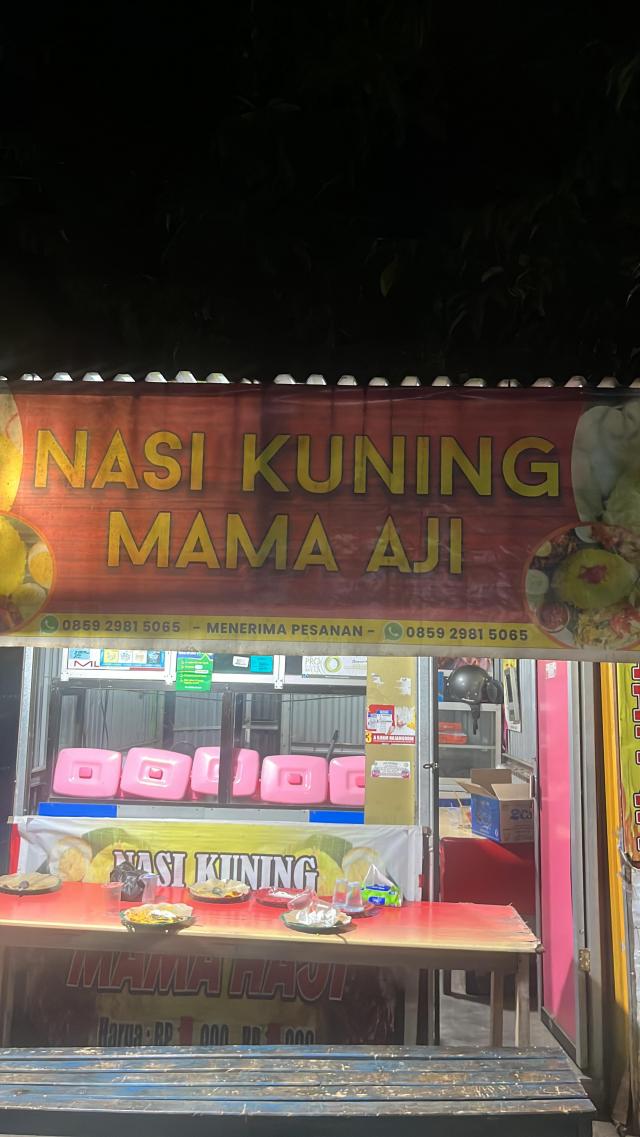 NASI KUNING
MAMA AJI
0859 2981 5065 - MENERIMA PESANAN - 0859 2981 5065
NASI KUNING
MAMA HAJI